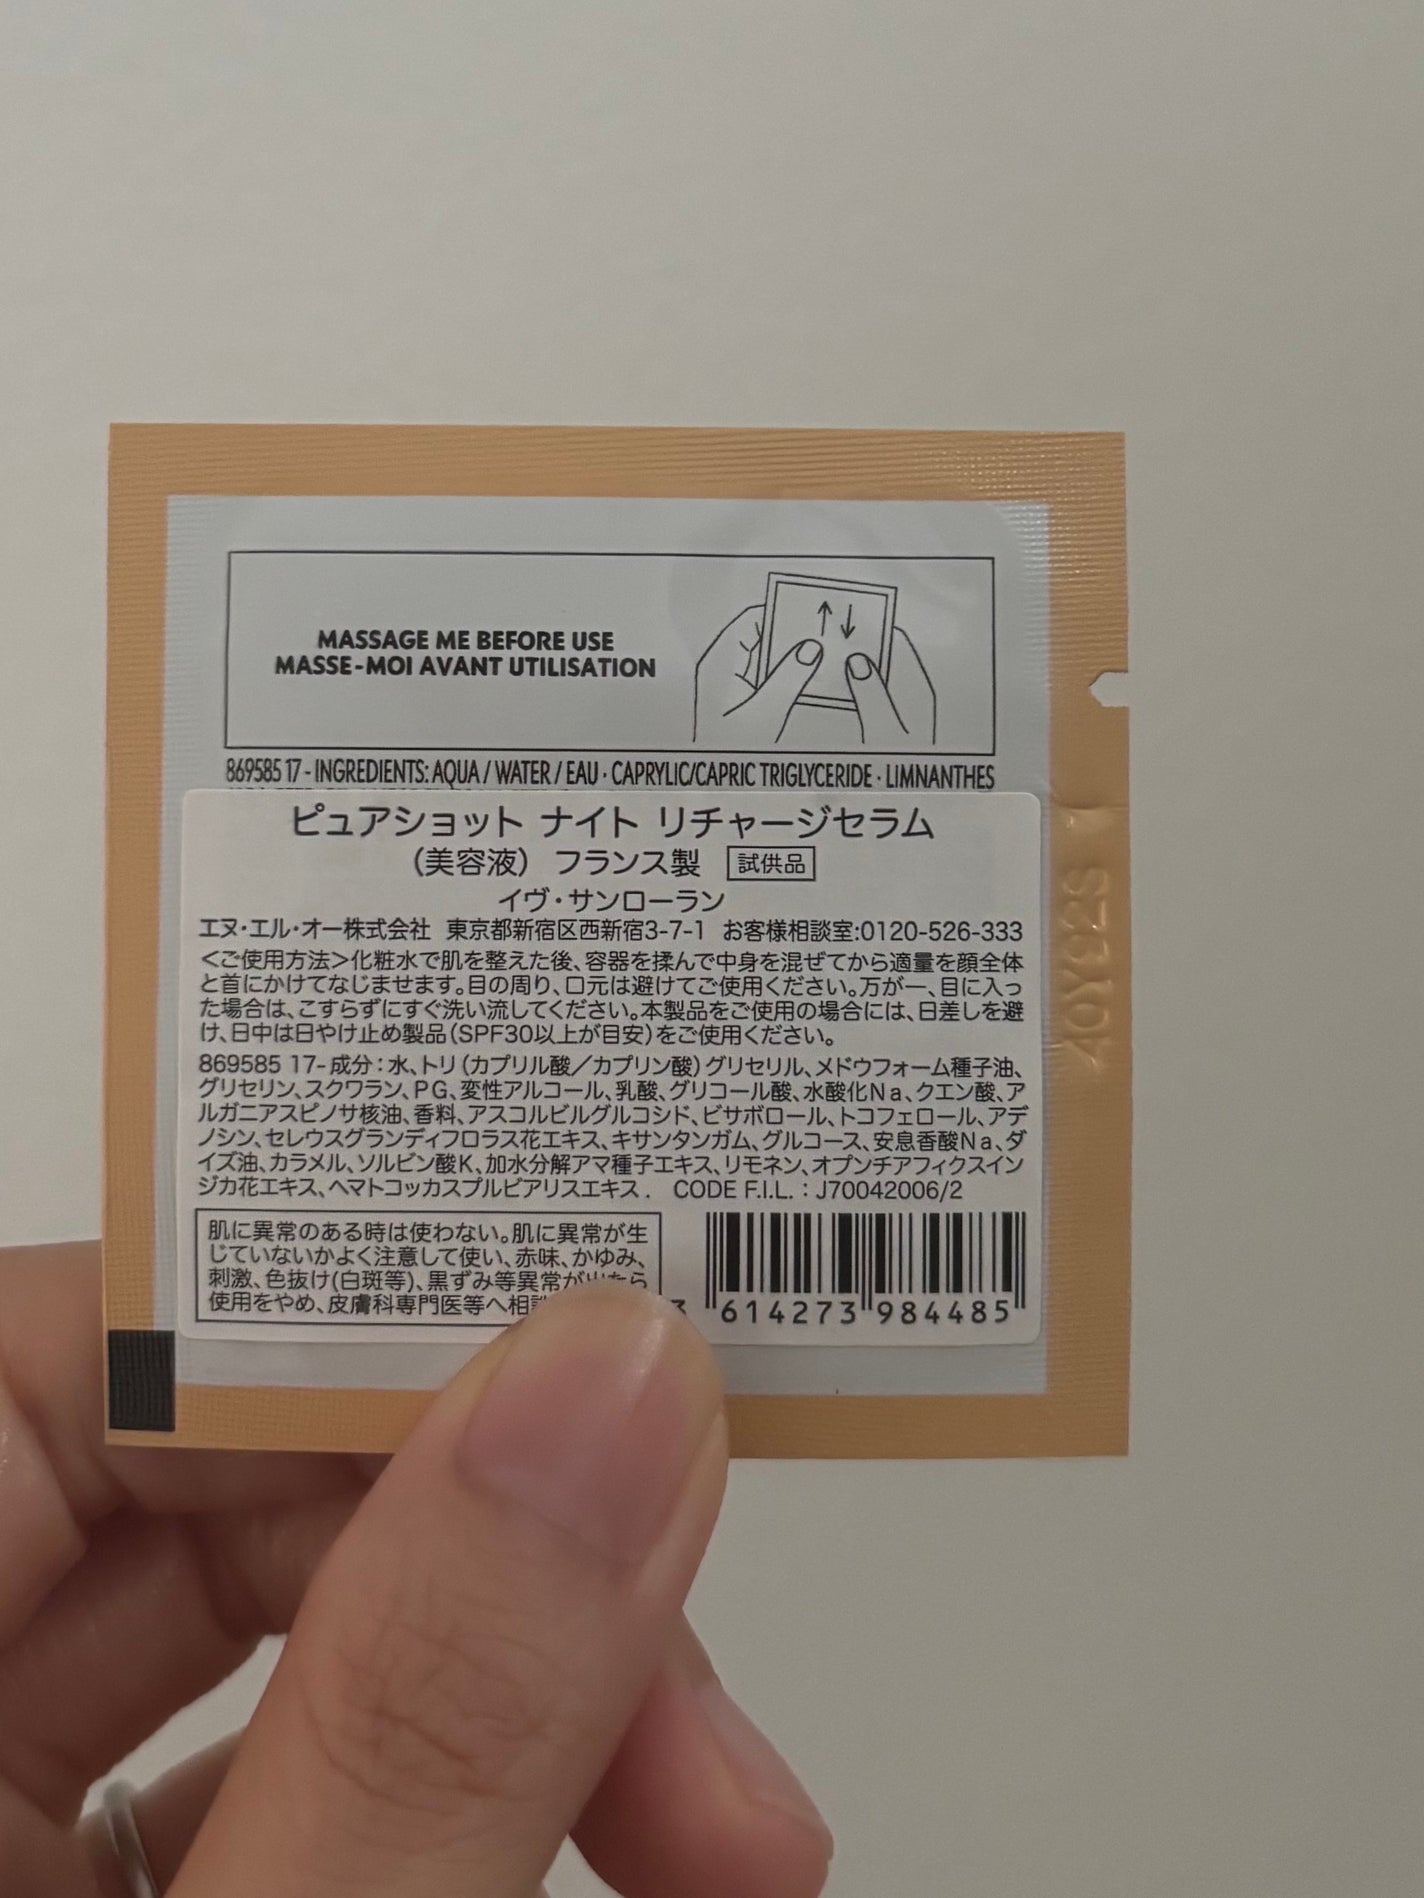 MASSAGE ME BEFORE USE
MASSE-MOI AVANT UTILISATION
869585 17 - INGREDIENTS: AQUA / WATER / EAU · CAPRYLIC/CAPRIC TRIGLYCERIDE · LIMNANTHES
ピュアショット ナイト リチャージセラム
（美容液） フランス製 試供品
イヴ・サンローラン
エヌ・エル・オー株式会社 東京都新宿区西新宿3-7-1 お客様相談室:0120-526-333
＜ご使用方法＞化粧水で肌を整えた後、容器を揉んで中身を混ぜてから適量を顔全体
と首にかけてなじませます。目の周り、口元は避けてご使用ください。万が一、目に入っ
た場合は、こすらずにすぐ洗い流してください。本製品をご使用の場合には、日差しを避
け、日中は日やけ止め製品（SPF30以上が目安）をご使用ください。
869585 17-成分：水、トリ（カプリル酸／カプリン酸）グリセリル、メドウフォーム種子油、
グリセリン、スクワラン、PG、変性アルコール、乳酸、グリコール酸、水酸化Na、クエン酸、ア
ルガニアスピノサ核油、香料、アスコルビルグルコシド、ビサボロール、トコフェロール、アデ
ノシン、セレウスグランディフロラス花エキス、キサンタンガム、グルコース、安息香酸Na、ダ
イズ油、カラメル、ソルビン酸K、加水分解アマ種子エキス、リモネン、オプンチアフィクスイン
ジカ花エキス、ヘマトコッカスプルビアリスエキス． CODE F.I.L.：J70042006/2
肌に異常のある時は使わない。肌に異常が生
じていないかよく注意して使い、赤味、かゆみ、
刺激、色抜け(白斑等)、黒ずみ等異常が出たら
使用をやめ、皮膚科専門医等へ相談
3 614273 984485